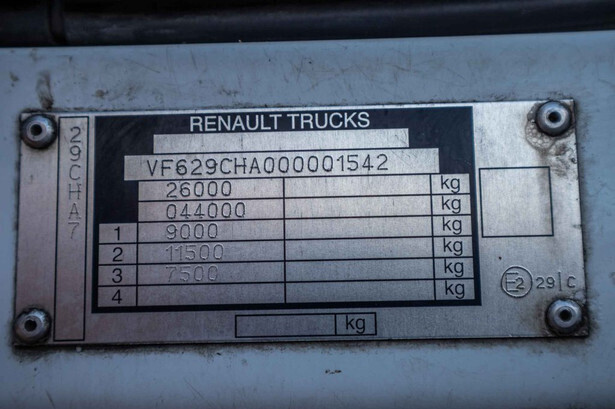 RENAULT TRUCKS
29CHA7
VF629CHA000001542
26000 kg
044000 kg
1 9000 kg
2 11500 kg
3 7500 kg
4 kg
kg
E2 29 C